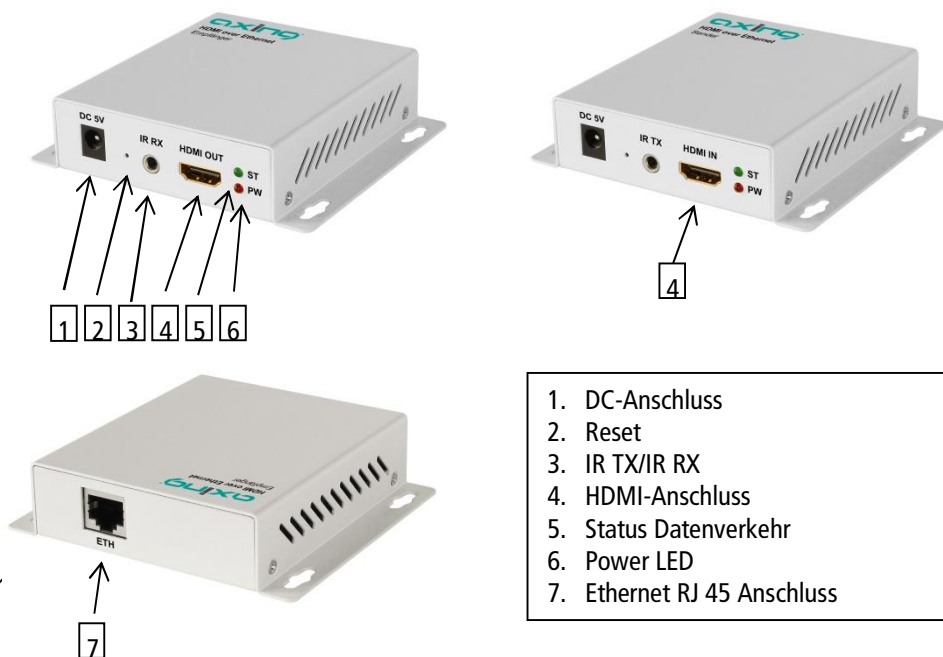 axing
HDMI over Ethernet
Empfänger
DC 5V
IR RX
HDMI OUT
ST
PW
1 2 3 4 5 6
axing
HDMI over Ethernet
Sender
DC 5V
IR TX
HDMI IN
ST
PW
4
axing
HDMI over Ethernet
Empfänger
ETH
7
1. DC-Anschluss
2. Reset
3. IR TX/IR RX
4. HDMI-Anschluss
5. Status Datenverkehr
6. Power LED
7. Ethernet RJ 45 Anschluss